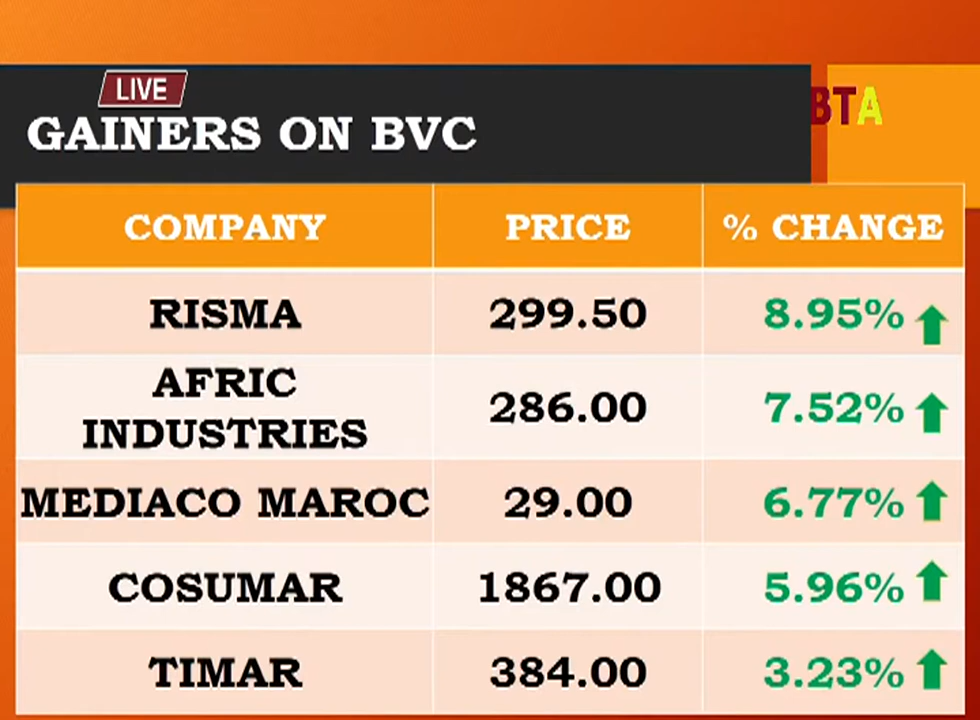 LIVE
GAINERS ON BVC
BTA
COMPANY PRICE % CHANGE
RISMA 299.50 8.95%
AFRIC
INDUSTRIES 286.00 7.52%
MEDIACO MAROC 29.00 6.77%
COSUMAR 1867.00 5.96%
TIMAR 384.00 3.23%